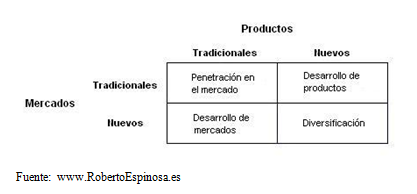 Productos
Tradicionales Nuevos
Tradicionales
Penetración en
el mercado
Desarrollo de
productos
Mercados
Nuevos
Desarrollo de
mercados
Diversificación
Fuente: www.RobertoEspinosa.es